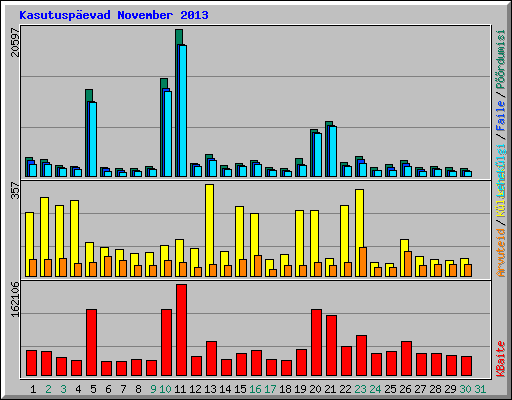 Kasutuspäevad November 2013
20597
357
162106
Pöördumisi / Faile /
Arvuteid /
KBaite
1 2 3 4 5 6 7 8 9 10 11 12 13 14 15 16 17 18 19 20 21 22 23 24 25 26 27 28 29 30 31